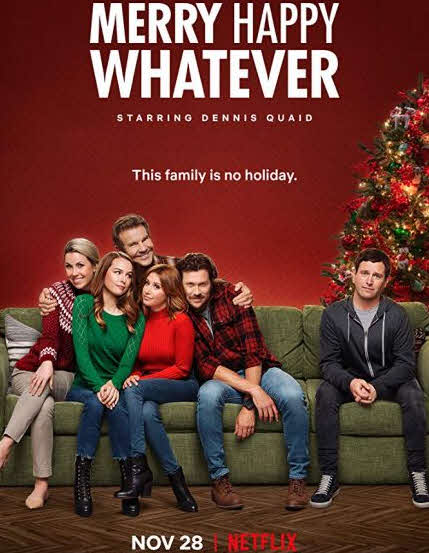 MERRY HAPPY
WHATEVER
STARRING DENNIS QUAID
This family is no holiday.
NOV 28 | NETFLIX